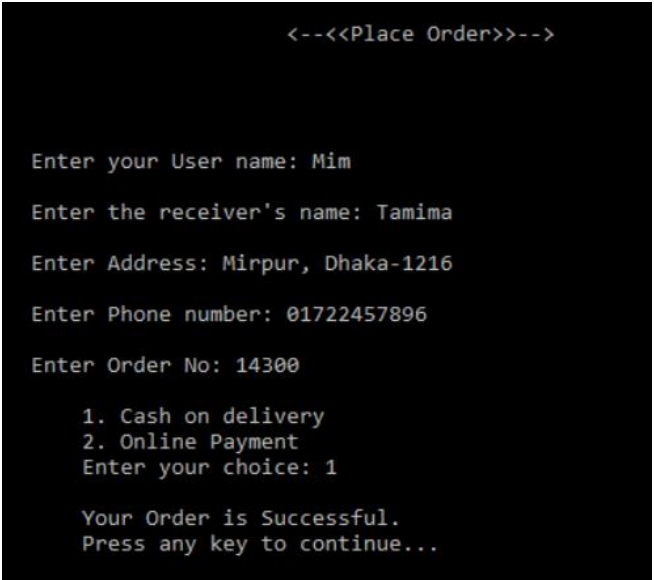 <--<<Place Order>>-->
Enter your User name: Mim
Enter the receiver's name: Tamima
Enter Address: Mirpur, Dhaka-1216
Enter Phone number: 01722457896
Enter Order No: 14300
1. Cash on delivery
2. Online Payment
Enter your choice: 1
Your Order is Successful.
Press any key to continue...